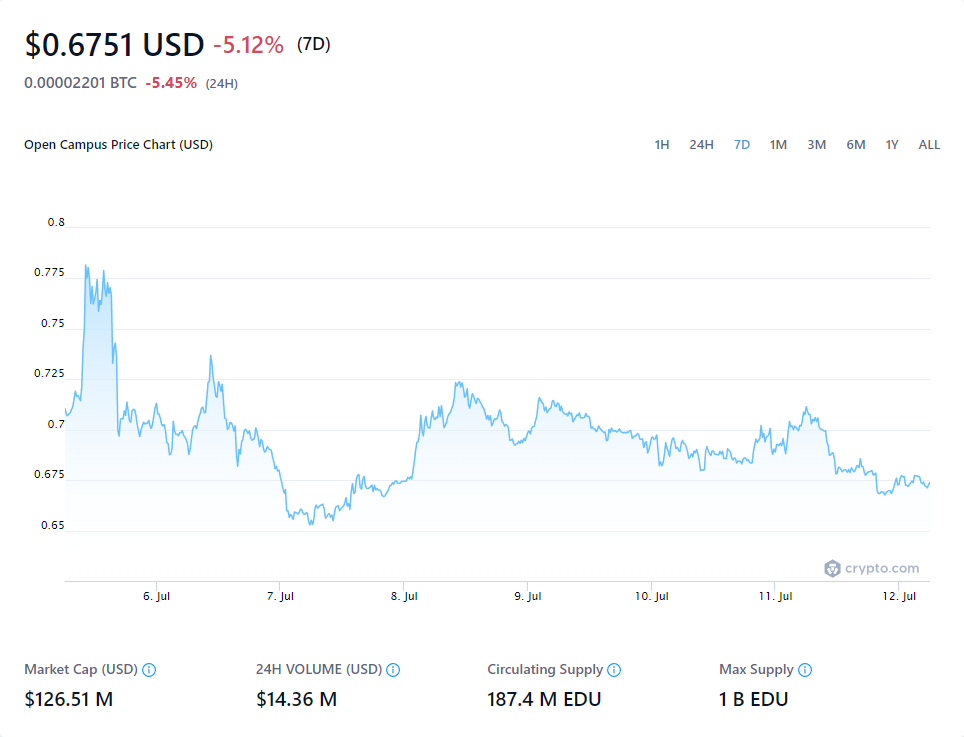 $0.6751 USD -5.12% (7D)
0.00002201 BTC -5.45% (24H)
Open Campus Price Chart (USD) 1H 24H 7D 1M 3M 6M 1Y ALL
0.8
0.775
0.75
0.725
0.7
0.675
0.65
crypto.com
6. Jul 7. Jul 8. Jul 9. Jul 10. Jul 11. Jul 12. Jul
Market Cap (USD) 24H VOLUME (USD) Circulating Supply Max Supply
$126.51 M $14.36 M 187.4 M EDU 1 B EDU